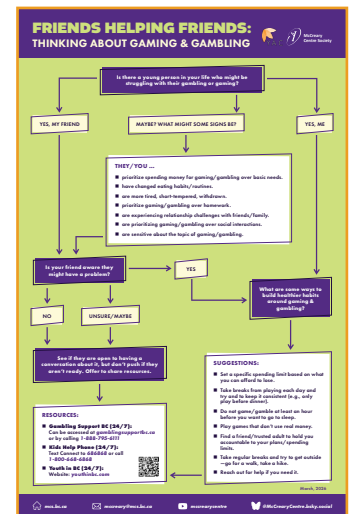 FRIENDS HELPING FRIENDS:
THINKING ABOUT GAMING & GAMBLING
McCreary
Centre Society
Is there a young person in your life who might be
struggling with their gambling or gaming?
YES, MY FRIEND
MAYBE? WHAT MIGHT SOME SIGNS BE?
YES, ME
THEY/YOU ...
■ prioritize spending money for gaming/gambling over basic needs.
■ have changed eating habits/routines.
■ are more tired, short-tempered, withdrawn.
■ prioritize gaming/gambling over homework.
■ are experiencing relationship challenges with friends/family.
■ are prioritizing gaming/gambling over social interactions.
■ are sensitive about the topic of gaming/gambling.
Is your friend aware they
might have a problem?
YES
What are some ways to
build healthier habits
around gaming &
gambling?
NO
UNSURE/MAYBE
See if they are open to having a
conversation about it, but don't push if they
aren't ready. Offer to share resources.
SUGGESTIONS:
■ Set a specific spending limit based on what
you can afford to lose.
■ Take breaks from playing each day and
try and to keep it consistent (e.g., only
play before dinner).
■ Do not game/gamble at least an hour
before you want to go to sleep.
■ Play games that don't use real money.
■ Find a friend/trusted adult to hold you
accountable to your plans/spending
limits.
■ Take regular breaks and try to get outside
—go for a walk, take a hike.
■ Reach out for help if you need it.
RESOURCES:
■ Gambling Support BC (24/7):
Can be accessed at gamblingsupportbc.ca
or by calling 1-888-795-6111
■ Kids Help Phone (24/7):
Text Connect to 686868 or call
1-800-668-6868
■ Youth in BC (24/7):
Website: youthinbc.com
March, 2026
mcs.bc.ca
mccreary@mcs.bc.ca
mccrearycentre
@McCrearyCentre.bsky.social